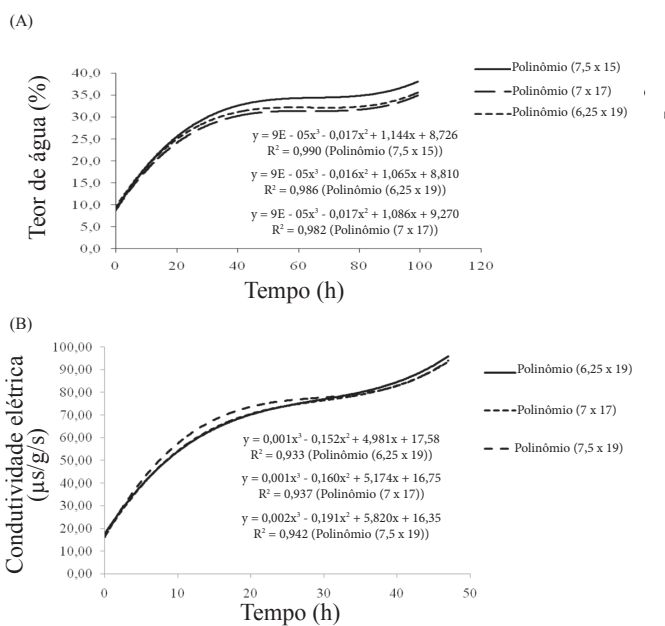 (A)
Teor de água (%)
40,0
35,0
30,0
25,0
20,0
15,0
10,0
5,0
0,0
0
20
40
60
80
100
120
Tempo (h)
Polinômio (7,5 x 15)
Polinômio (7 x 17)
Polinômio (6,25 x 19)
y = 9E - 05x³ - 0,017x² + 1,144x + 8,726
R² = 0,990 (Polinômio (7,5 x 15))
y = 9E - 05x³ - 0,016x² + 1,065x + 8,810
R² = 0,986 (Polinômio (6,25 x 19))
y = 9E - 05x³ - 0,017x² + 1,086x + 9,270
R² = 0,982 (Polinômio (7 x 17))
(B)
Condutividade elétrica
(µs/g/s)
100,00
90,00
80,00
70,00
60,00
50,00
40,00
30,00
20,00
10,00
0,00
0
10
20
30
40
50
Tempo (h)
Polinômio (6,25 x 19)
Polinômio (7 x 17)
Polinômio (7,5 x 19)
y = 0,001x³ - 0,152x² + 4,981x + 17,58
R² = 0,933 (Polinômio (6,25 x 19))
y = 0,001x³ - 0,160x² + 5,174x + 16,75
R² = 0,937 (Polinômio (7 x 17))
y = 0,002x³ - 0,191x² + 5,820x + 16,35
R² = 0,942 (Polinômio (7,5 x 19))